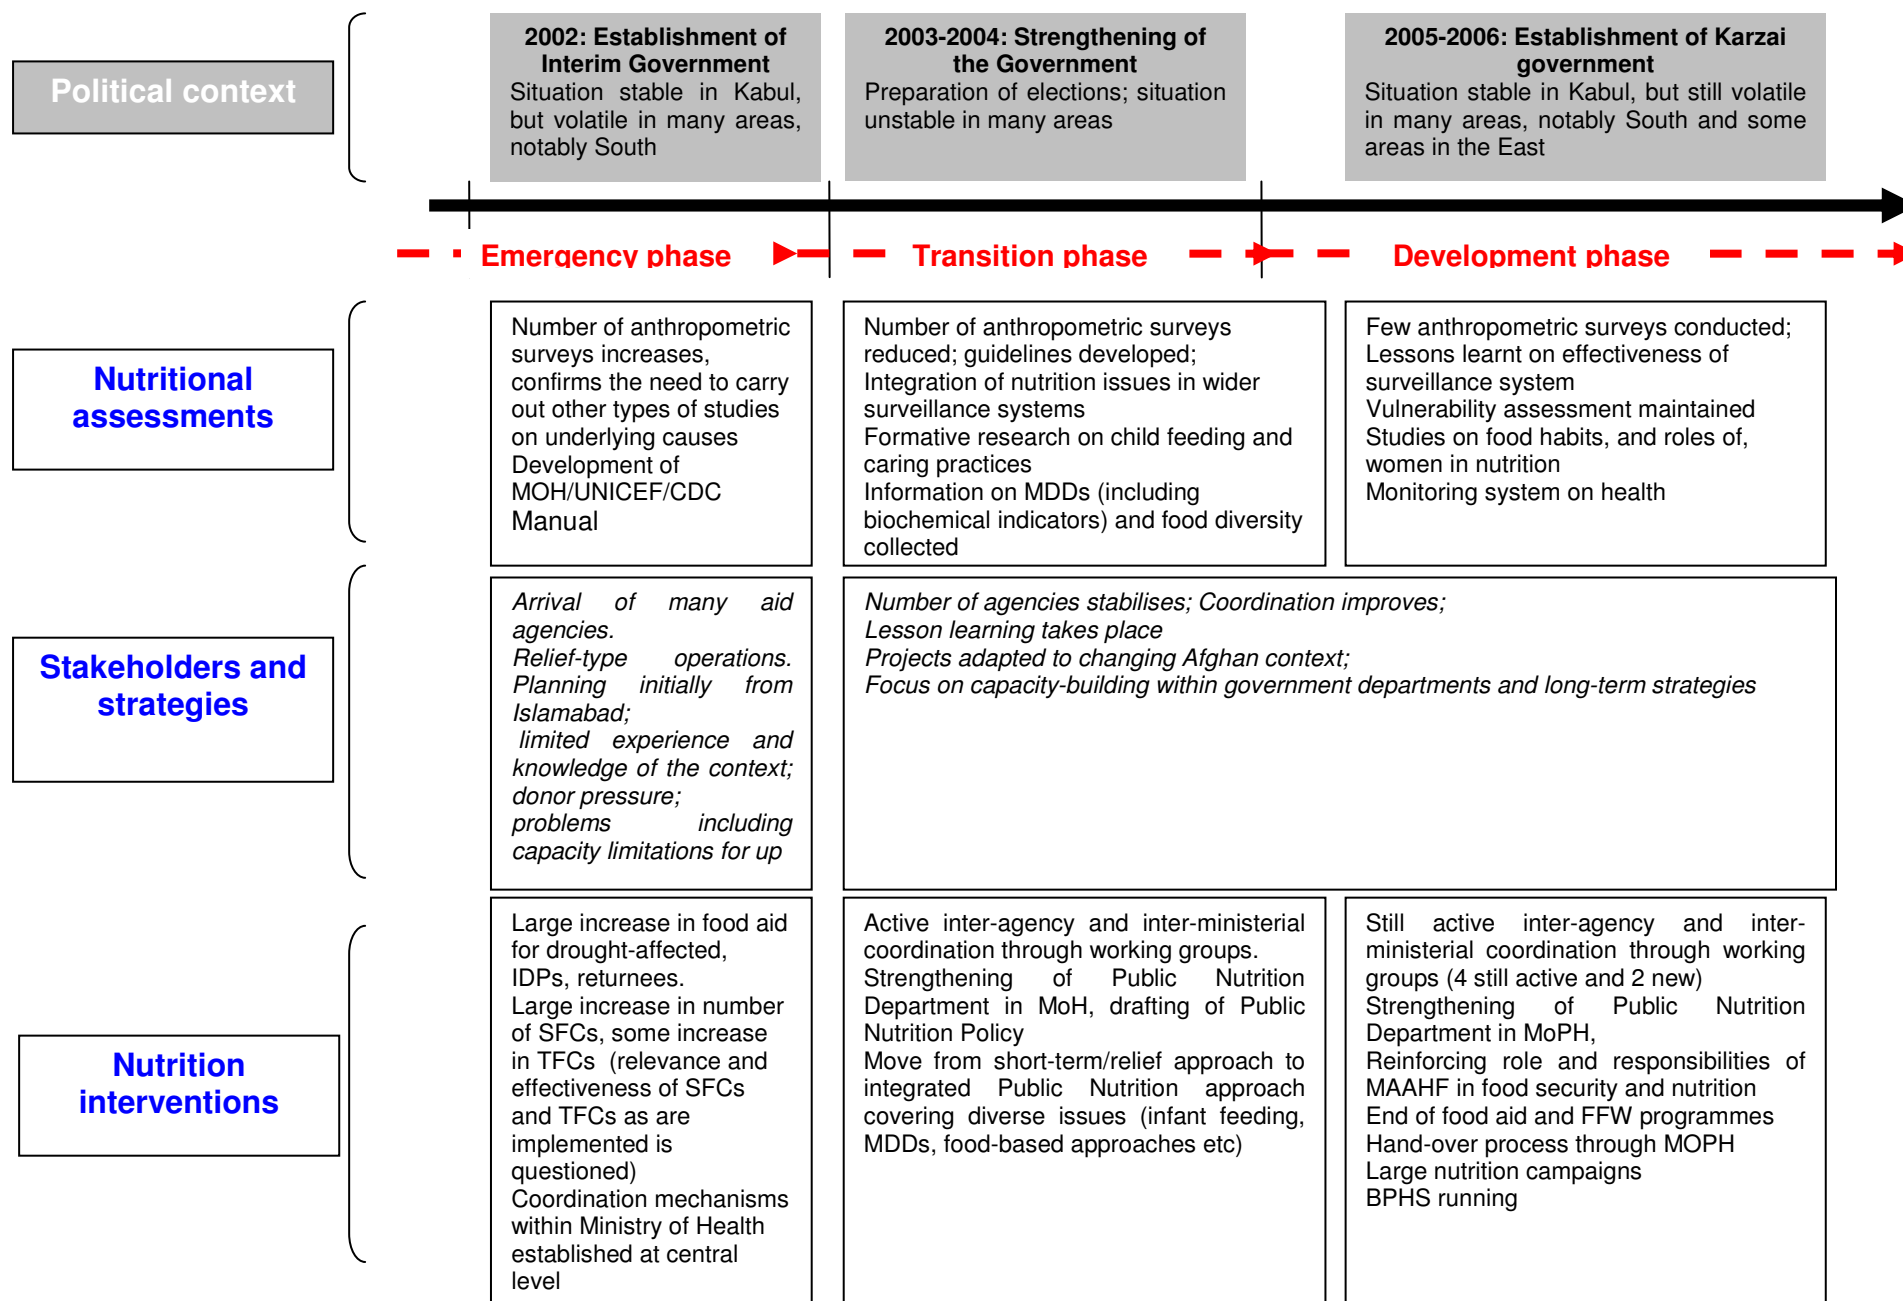 Political context
2002: Establishment of
Interim Government
Situation stable in Kabul,
but volatile in many areas,
notably South
2003-2004: Strengthening of
the Government
Preparation of elections; situation
unstable in many areas
2005-2006: Establishment of Karzai
government
Situation stable in Kabul, but still volatile
in many areas, notably South and some
areas in the East
Emergency phase
Transition phase
Development phase
Nutritional
assessments
Number of anthropometric
surveys increases,
confirms the need to carry
out other types of studies
on underlying causes
Development of
MOH/UNICEF/CDC
Manual
Number of anthropometric surveys
reduced; guidelines developed;
Integration of nutrition issues in wider
surveillance systems
Formative research on child feeding and
caring practices
Information on MDDs (including
biochemical indicators) and food diversity
collected
Few anthropometric surveys conducted;
Lessons learnt on effectiveness of
surveillance system
Vulnerability assessment maintained
Studies on food habits, and roles of,
women in nutrition
Monitoring system on health
Stakeholders and
strategies
Arrival of many aid
agencies.
Relief-type operations.
Planning initially from
Islamabad;
limited experience and
knowledge of the context;
donor pressure;
problems including
capacity limitations for up
Number of agencies stabilises; Coordination improves;
Lesson learning takes place
Projects adapted to changing Afghan context;
Focus on capacity-building within government departments and long-term strategies
Nutrition
interventions
Large increase in food aid
for drought-affected,
IDPs, returnees.
Large increase in number
of SFCs, some increase
in TFCs (relevance and
effectiveness of SFCs
and TFCs as are
implemented is
questioned)
Coordination mechanisms
within Ministry of Health
established at central
level
Active inter-agency and inter-ministerial
coordination through working groups.
Strengthening of Public Nutrition
Department in MoH, drafting of Public
Nutrition Policy
Move from short-term/relief approach to
integrated Public Nutrition approach
covering diverse issues (infant feeding,
MDDs, food-based approaches etc)
Still active inter-agency and inter-
ministerial coordination through working
groups (4 still active and 2 new)
Strengthening of Public Nutrition
Department in MoPH,
Reinforcing role and responsibilities of
MAAHF in food security and nutrition
End of food aid and FFW programmes
Hand-over process through MOPH
Large nutrition campaigns
BPHS running